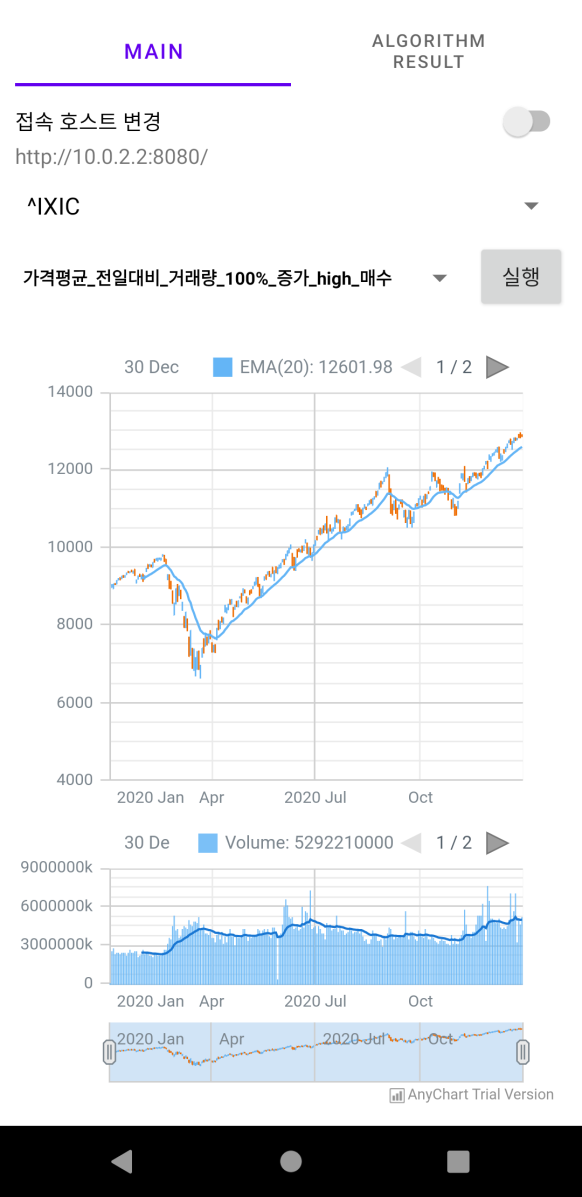 MAIN
ALGORITHM
RESULT
접속 호스트 변경
http://10.0.2.2:8080/
^IXIC
가격평균_전일대비_거래량_100%_증가_high_매수
실행
30 Dec EMA(20): 12601.98 1 / 2
14000
12000
10000
8000
6000
4000
2020 Jan Apr 2020 Jul Oct
30 De Volume: 5292210000 1 / 2
9000000k
6000000k
3000000k
0
2020 Jan Apr 2020 Jul Oct
2020 Jan Apr 2020 Jul Oct
AnyChart Trial Version